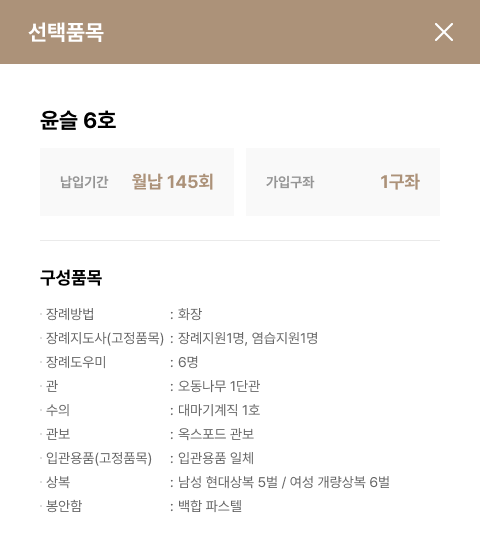 선택품목
윤슬 6호
납입기간 월납 145회 가입구좌 1구좌
구성품목
· 장례방법 : 화장
· 장례지도사(고정품목) : 장례지원1명, 염습지원1명
· 장례도우미 : 6명
· 관 : 오동나무 1단관
· 수의 : 대마기계직 1호
· 관보 : 옥스포드 관보
· 입관용품(고정품목) : 입관용품 일체
· 상복 : 남성 현대상복 5벌 / 여성 개량상복 6벌
· 봉안함 : 백합 파스텔